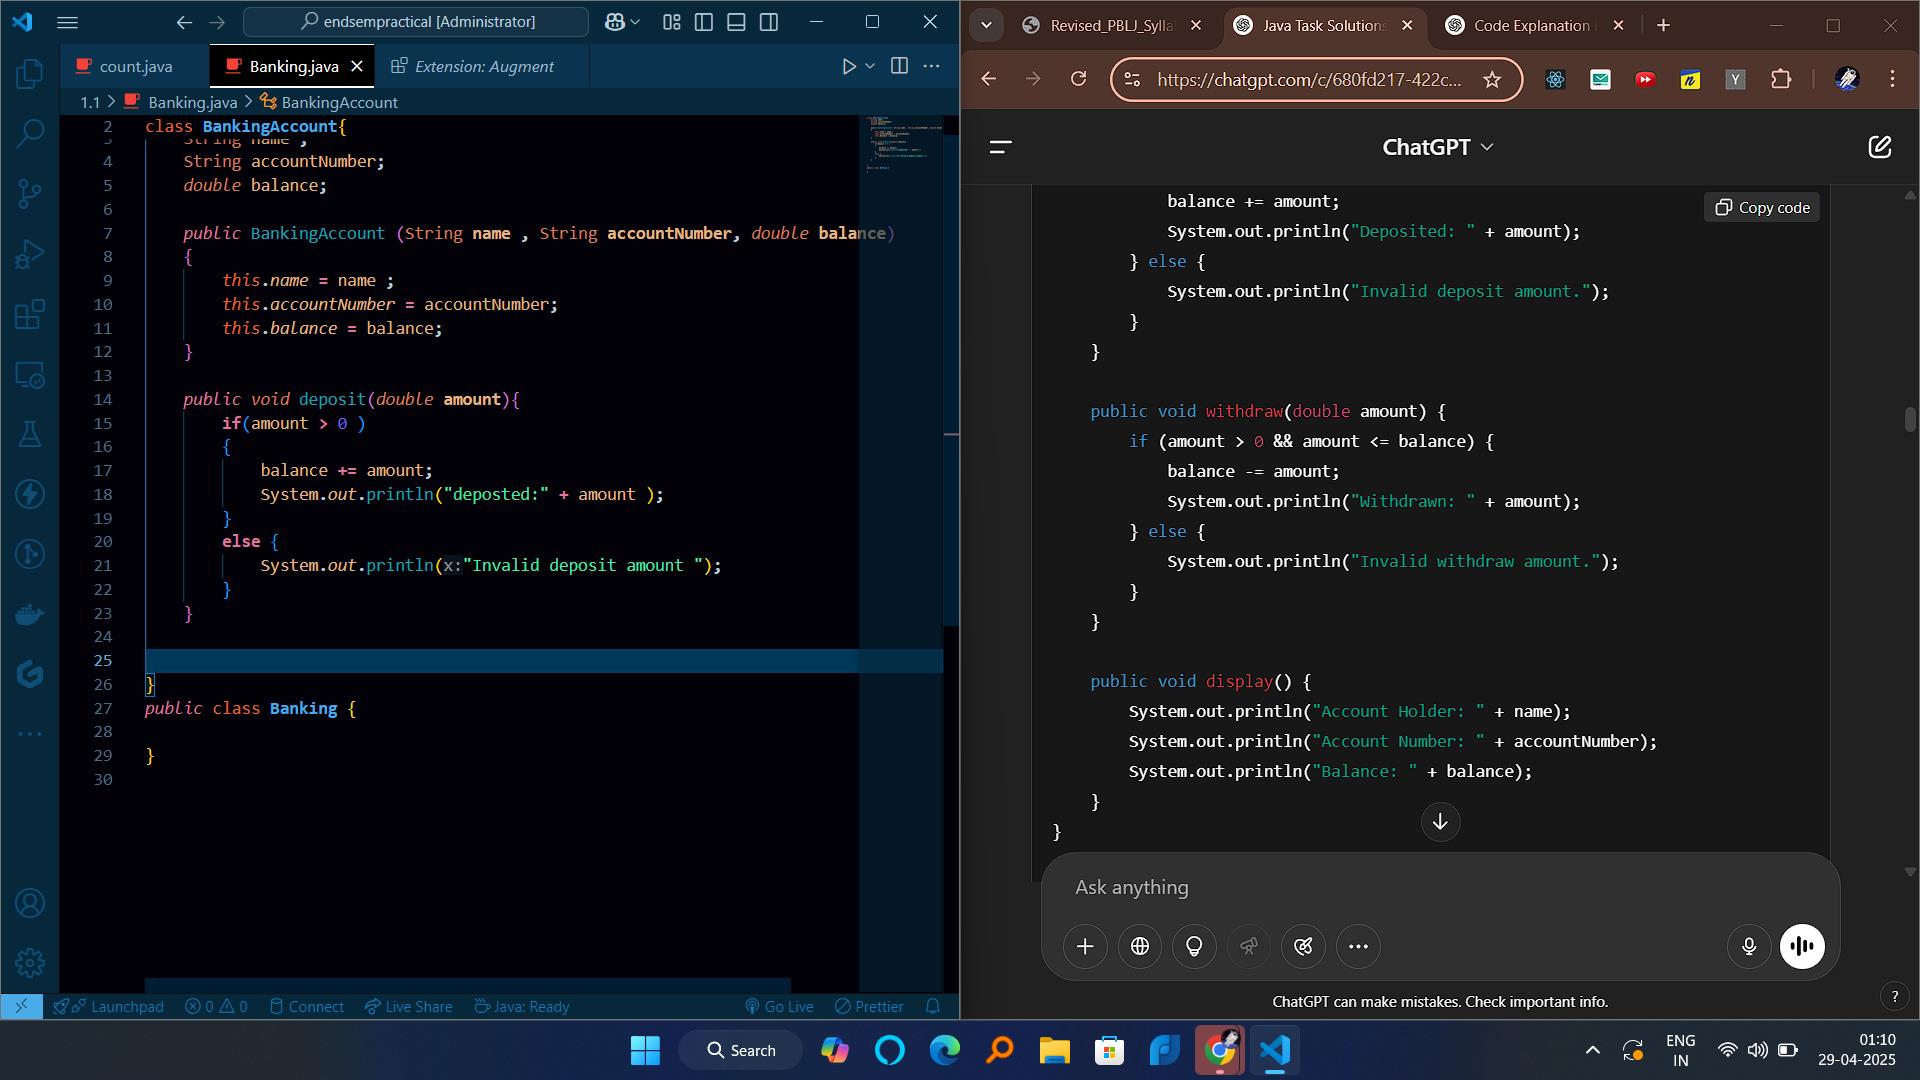 endsempractical [Administrator]
count.java
Banking.java
Extension: Augment
1.1 > Banking.java > BankingAccount
2 class BankingAccount{
3 String name ;
4 String accountNumber;
5 double balance;
6
7 public BankingAccount (String name , String accountNumber, double balance)
8 {
9 this.name = name ;
10 this.accountNumber = accountNumber;
11 this.balance = balance;
12 }
13
14 public void deposit(double amount){
15 if(amount > 0 )
16 {
17 balance += amount;
18 System.out.println("deposted:" + amount );
19 }
20 else {
21 System.out.println(x:"Invalid deposit amount ");
22 }
23 }
24
25
26 }
27 public class Banking {
28
29 }
30
Launchpad 0 0 Connect Live Share Java: Ready Go Live Prettier
Revised_PBLJ_Sylla
Java Task Solutions
Code Explanation
https://chatgpt.com/c/680fd217-422c...
ChatGPT
Copy code
balance += amount;
System.out.println("Deposited: " + amount);
} else {
System.out.println("Invalid deposit amount.");
}
}
public void withdraw(double amount) {
if (amount > 0 && amount <= balance) {
balance -= amount;
System.out.println("Withdrawn: " + amount);
} else {
System.out.println("Invalid withdraw amount.");
}
}
public void display() {
System.out.println("Account Holder: " + name);
System.out.println("Account Number: " + accountNumber);
System.out.println("Balance: " + balance);
}
}
Ask anything
ChatGPT can make mistakes. Check important info.
?
Search
ENG
IN
01:10
29-04-2025